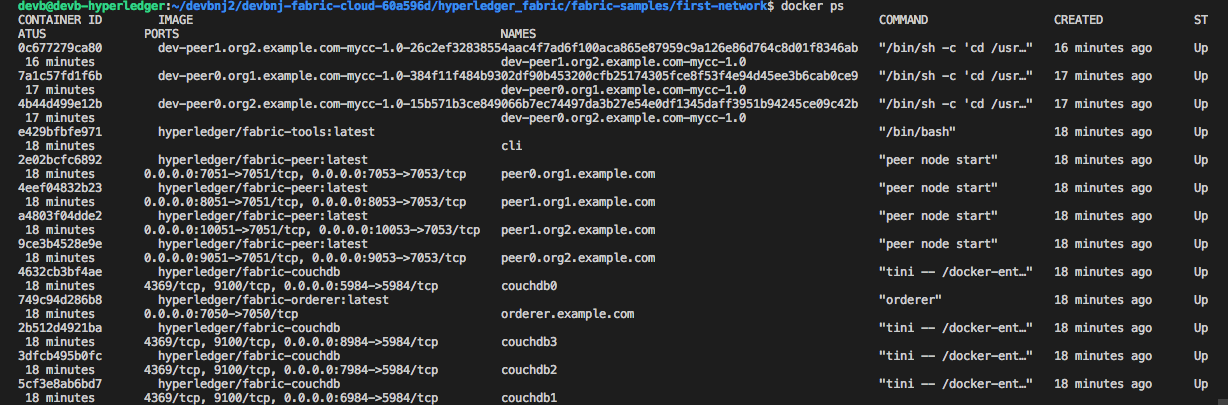 devb@devb-hyperledger:~/devbnj2/devbnj-fabric-cloud-60a596d/hyperledger_fabric/fabric-samples/first-network$ docker ps
CONTAINER ID IMAGE COMMAND CREATED ST
ATUS PORTS NAMES
0c677279ca80 dev-peer1.org2.example.com-mycc-1.0-26c2ef32838554aac4f7ad6f100aca865e87959c9a126e86d764c8d01f8346ab "/bin/sh -c 'cd /usr…" 16 minutes ago Up
16 minutes dev-peer1.org2.example.com-mycc-1.0
7a1c57fd1f6b dev-peer0.org1.example.com-mycc-1.0-384f11f484b9302df90b453200cfb25174305fce8f53f4e94d45ee3b6cab0ce9 "/bin/sh -c 'cd /usr…" 17 minutes ago Up
17 minutes dev-peer0.org1.example.com-mycc-1.0
4b44d499e12b dev-peer0.org2.example.com-mycc-1.0-15b571b3ce849066b7ec74497da3b27e54e0df1345daff3951b94245ce09c42b "/bin/sh -c 'cd /usr…" 17 minutes ago Up
17 minutes dev-peer0.org2.example.com-mycc-1.0
e429bfbfe971 hyperledger/fabric-tools:latest "/bin/bash" 18 minutes ago Up
18 minutes cli
2e02bcfc6892 hyperledger/fabric-peer:latest "peer node start" 18 minutes ago Up
18 minutes 0.0.0.0:7051->7051/tcp, 0.0.0.0:7053->7053/tcp peer0.org1.example.com
4eef04832b23 hyperledger/fabric-peer:latest "peer node start" 18 minutes ago Up
18 minutes 0.0.0.0:8051->7051/tcp, 0.0.0.0:8053->7053/tcp peer1.org1.example.com
a4803f04dde2 hyperledger/fabric-peer:latest "peer node start" 18 minutes ago Up
18 minutes 0.0.0.0:10051->7051/tcp, 0.0.0.0:10053->7053/tcp peer1.org2.example.com
9ce3b4528e9e hyperledger/fabric-peer:latest "peer node start" 18 minutes ago Up
18 minutes 0.0.0.0:9051->7051/tcp, 0.0.0.0:9053->7053/tcp peer0.org2.example.com
4632cb3bf4ae hyperledger/fabric-couchdb "tini -- /docker-ent…" 18 minutes ago Up
18 minutes 4369/tcp, 9100/tcp, 0.0.0.0:5984->5984/tcp couchdb0
749c94d286b8 hyperledger/fabric-orderer:latest "orderer" 18 minutes ago Up
18 minutes 0.0.0.0:7050->7050/tcp orderer.example.com
2b512d4921ba hyperledger/fabric-couchdb "tini -- /docker-ent…" 18 minutes ago Up
18 minutes 4369/tcp, 9100/tcp, 0.0.0.0:8984->5984/tcp couchdb3
3dfcb495b0fc hyperledger/fabric-couchdb "tini -- /docker-ent…" 18 minutes ago Up
18 minutes 4369/tcp, 9100/tcp, 0.0.0.0:7984->5984/tcp couchdb2
5cf3e8ab6bd7 hyperledger/fabric-couchdb "tini -- /docker-ent…" 18 minutes ago Up
18 minutes 4369/tcp, 9100/tcp, 0.0.0.0:6984->5984/tcp couchdb1